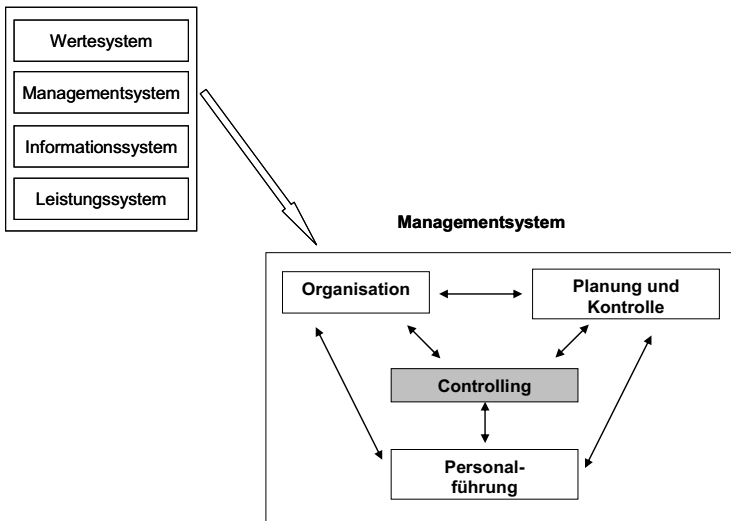 Wertesystem
Managementsystem
Informationssystem
Leistungssystem
Managementsystem
Organisation
Planung und
Kontrolle
Controlling
Personal-
führung